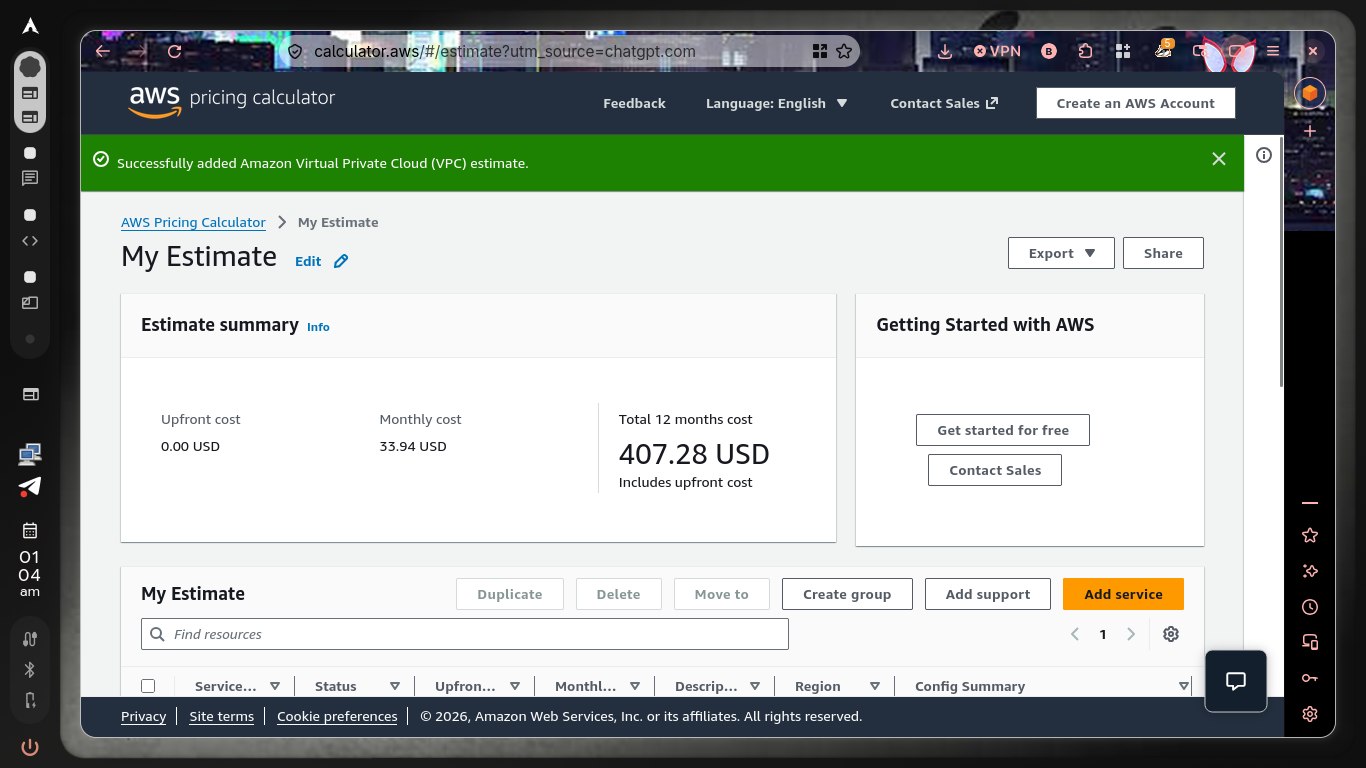 calculator.aws/#/estimate?utm_source=chatgpt.com
VPN
B
5
aws pricing calculator
Feedback
Language: English
Contact Sales
Create an AWS Account
Successfully added Amazon Virtual Private Cloud (VPC) estimate.
AWS Pricing Calculator
My Estimate
My Estimate
Edit
Export
Share
Estimate summary
Info
Getting Started with AWS
Upfront cost
0.00 USD
Monthly cost
33.94 USD
Total 12 months cost
407.28 USD
Includes upfront cost
Get started for free
Contact Sales
My Estimate
Duplicate
Delete
Move to
Create group
Add support
Add service
Find resources
1
Service...
Status
Upfron...
Monthl...
Descrip...
Region
Config Summary
Privacy
Site terms
Cookie preferences
© 2026, Amazon Web Services, Inc. or its affiliates. All rights reserved.
01
04
am